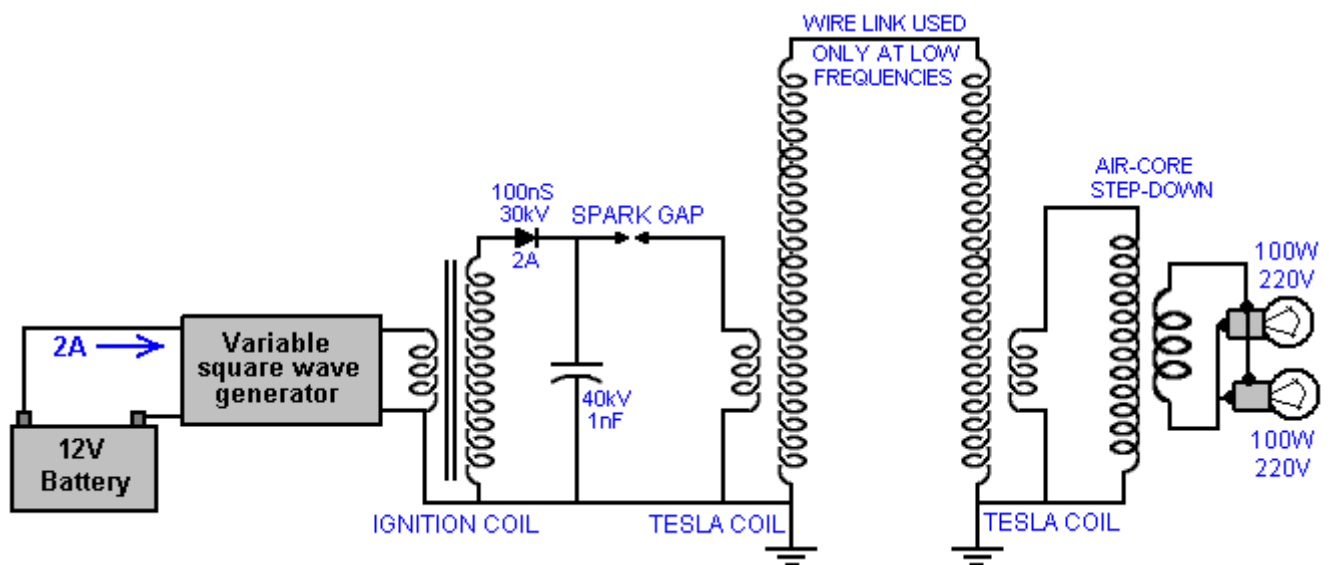 WIRE LINK USED
ONLY AT LOW
FREQUENCIES
AIR-CORE
STEP-DOWN
100nS
30kV
SPARK GAP
2A
100W
220V
2A
Variable
square wave
generator
40kV
1nF
12V
Battery
100W
220V
IGNITION COIL
TESLA COIL
TESLA COIL